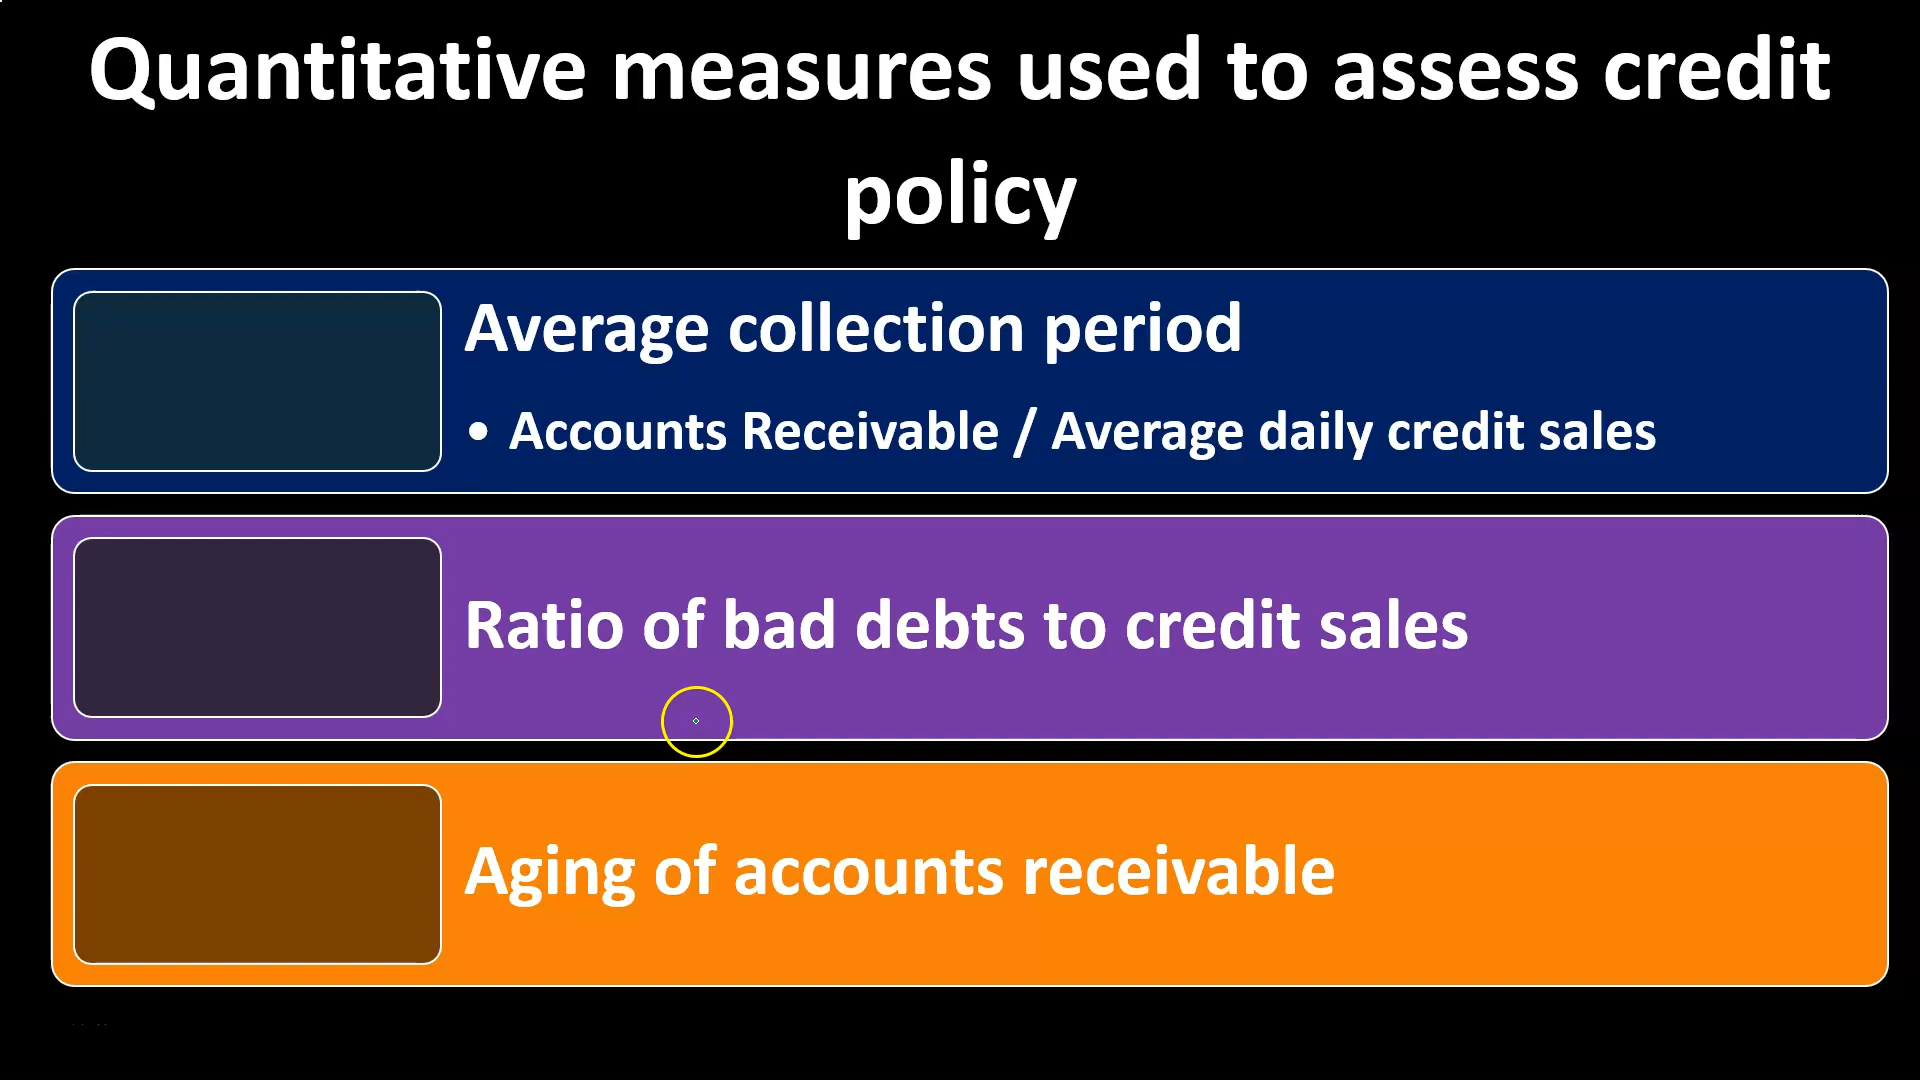 Quantitative measures used to assess credit
policy
Average collection period
• Accounts Receivable / Average daily credit sales
Ratio of bad debts to credit sales
Aging of accounts receivable